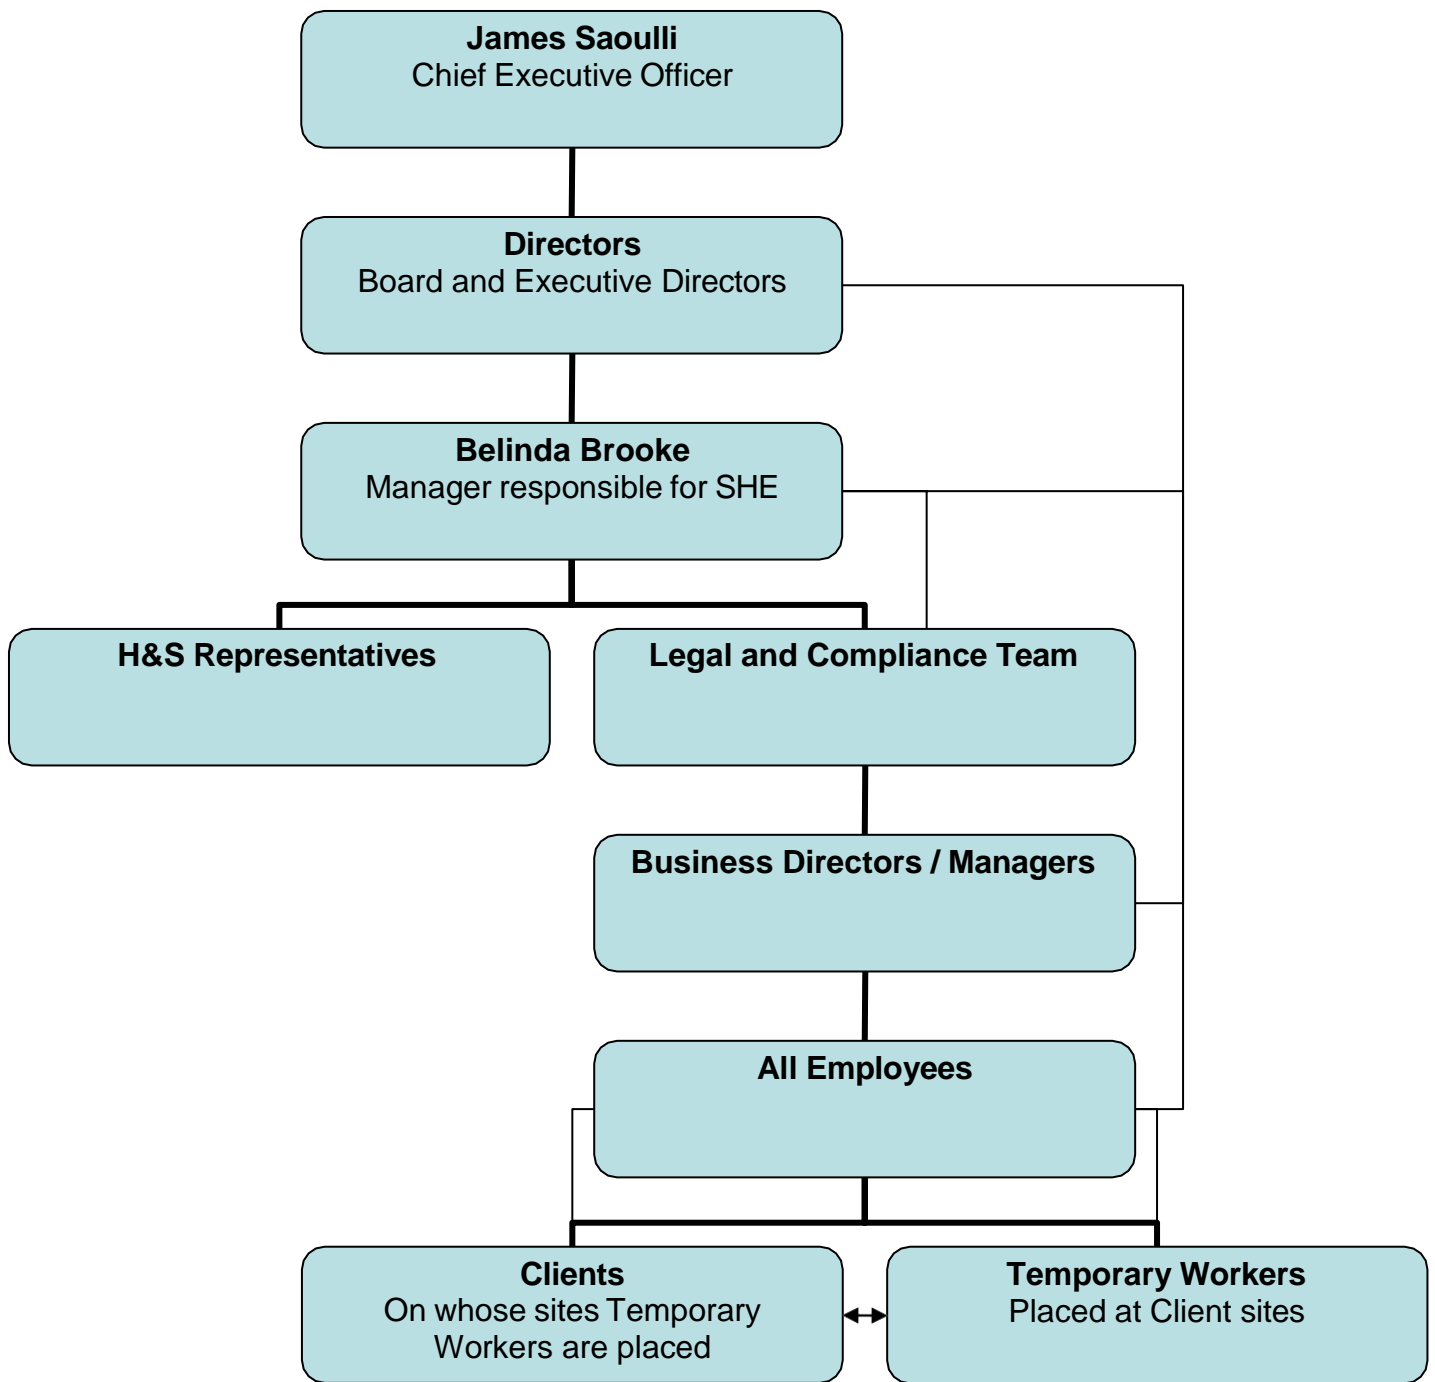 James Saoulli
Chief Executive Officer
Directors
Board and Executive Directors
Belinda Brooke
Manager responsible for SHE
H&S Representatives
Legal and Compliance Team
Business Directors / Managers
All Employees
Clients
On whose sites Temporary
Workers are placed
Temporary Workers
Placed at Client sites